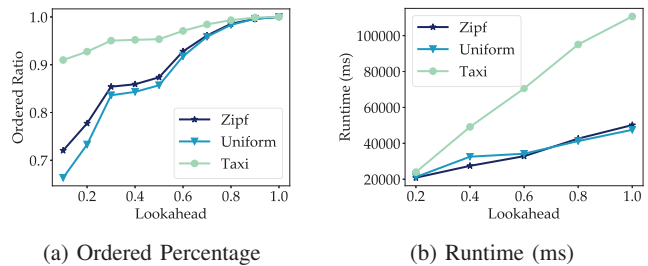 1.0
0.9
0.8
0.7
Ordered Ratio
Zipf
Uniform
Taxi
0.2 0.4 0.6 0.8 1.0
Lookahead
(a) Ordered Percentage
100000
80000
60000
40000
20000
Runtime (ms)
Zipf
Uniform
Taxi
0.2 0.4 0.6 0.8 1.0
Lookahead
(b) Runtime (ms)